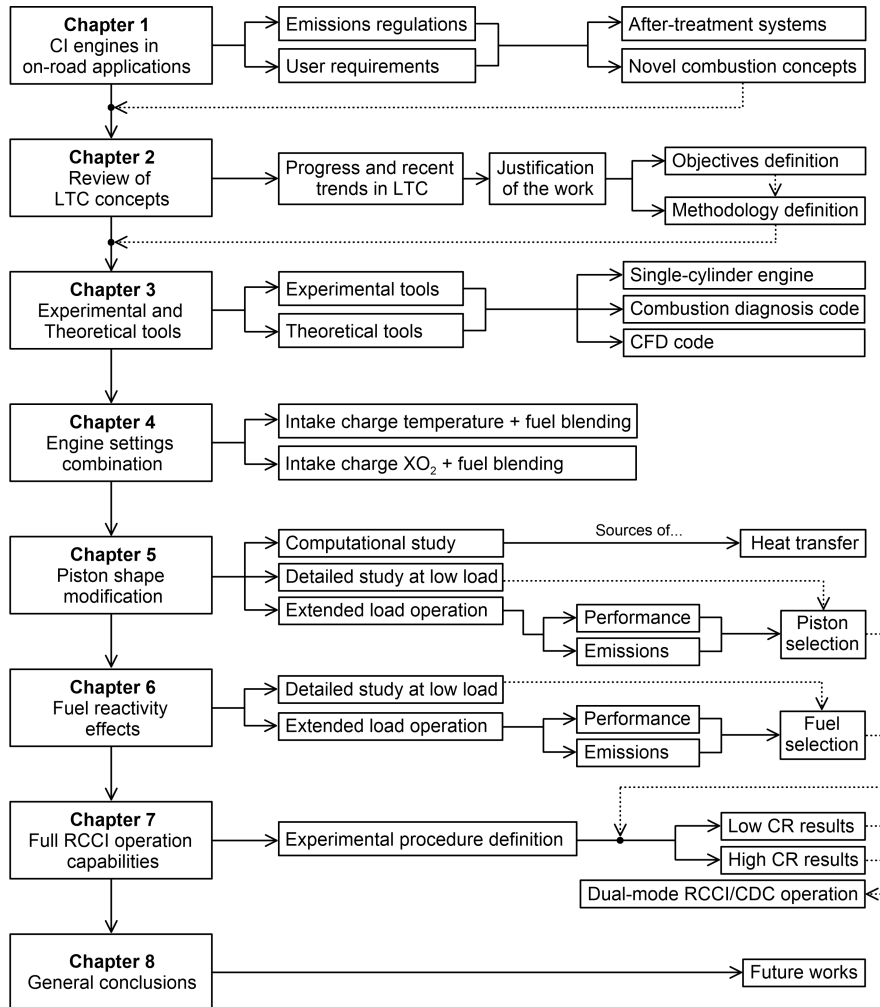 Chapter 1
CI engines in
on-road applications
Emissions regulations
User requirements
After-treatment systems
Novel combustion concepts
Chapter 2
Review of
LTC concepts
Progress and recent
trends in LTC
Justification
of the work
Objectives definition
Methodology definition
Chapter 3
Experimental and
Theoretical tools
Experimental tools
Theoretical tools
Single-cylinder engine
Combustion diagnosis code
CFD code
Chapter 4
Engine settings
combination
Intake charge temperature + fuel blending
Intake charge XO₂ + fuel blending
Chapter 5
Piston shape
modification
Computational study
Sources of...
Heat transfer
Detailed study at low load
Extended load operation
Performance
Emissions
Piston
selection
Chapter 6
Fuel reactivity
effects
Detailed study at low load
Extended load operation
Performance
Emissions
Fuel
selection
Chapter 7
Full RCCI operation
capabilities
Experimental procedure definition
Low CR results
High CR results
Dual-mode RCCI/CDC operation
Chapter 8
General conclusions
Future works